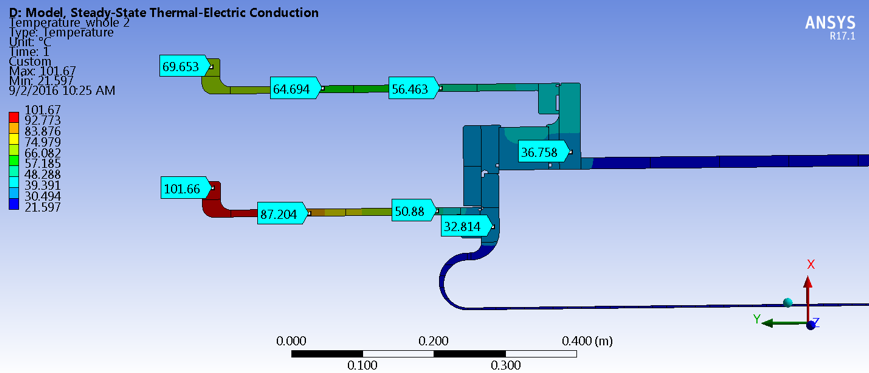 D: Model, Steady-State Thermal-Electric Conduction
Temperature_whole 2
Type: Temperature
Unit: °C
Time: 1
Custom
Max: 101.67
Min: 21.597
9/2/2016 10:25 AM
ANSYS
R17.1
101.67
92.773
83.876
74.979
66.082
57.185
48.288
39.391
30.494
21.597
69.653
64.694
56.463
36.758
101.66
87.204
50.88
32.814
X
Y
Z
0.000
0.200
0.400 (m)
0.100
0.300